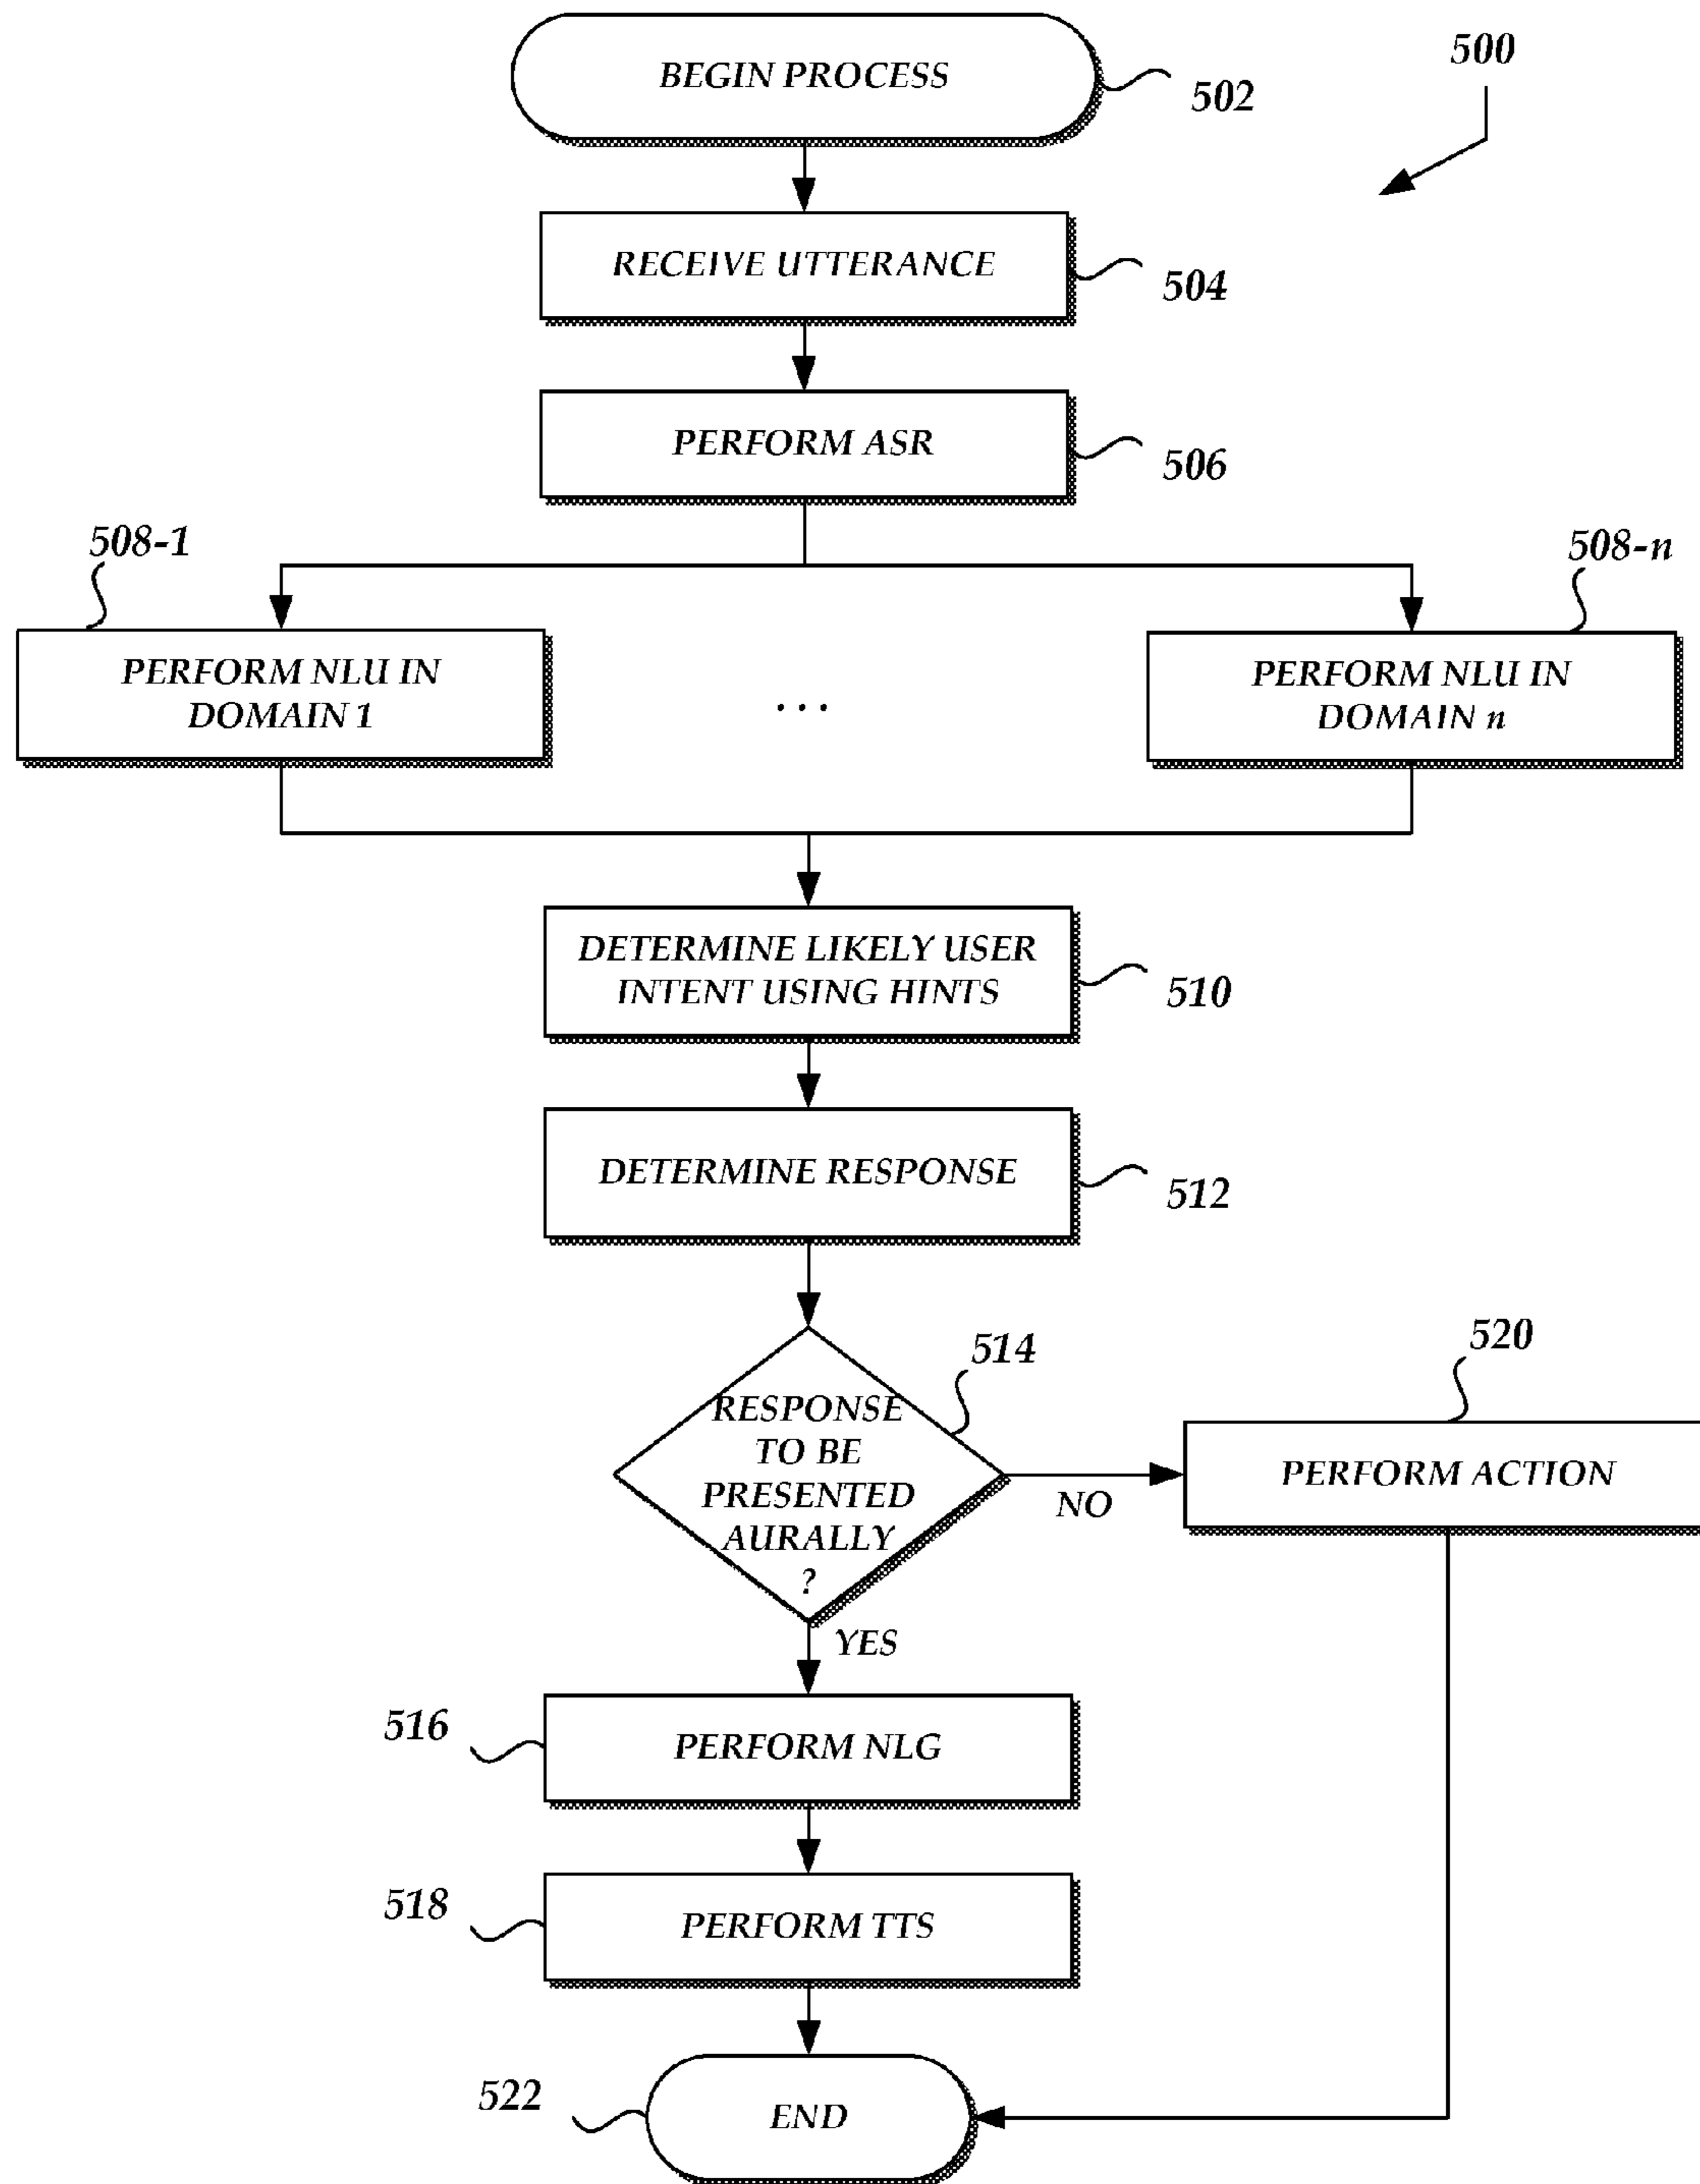 BEGIN PROCESS
502
500
RECEIVE UTTERANCE
504
PERFORM ASR
506
508-1
508-n
PERFORM NLU IN
DOMAIN 1
. . .
PERFORM NLU IN
DOMAIN n
DETERMINE LIKELY USER
INTENT USING HINTS
510
DETERMINE RESPONSE
512
514
RESPONSE
TO BE
PRESENTED
AURALLY
?
NO
520
PERFORM ACTION
YES
516
PERFORM NLG
518
PERFORM TTS
522
END